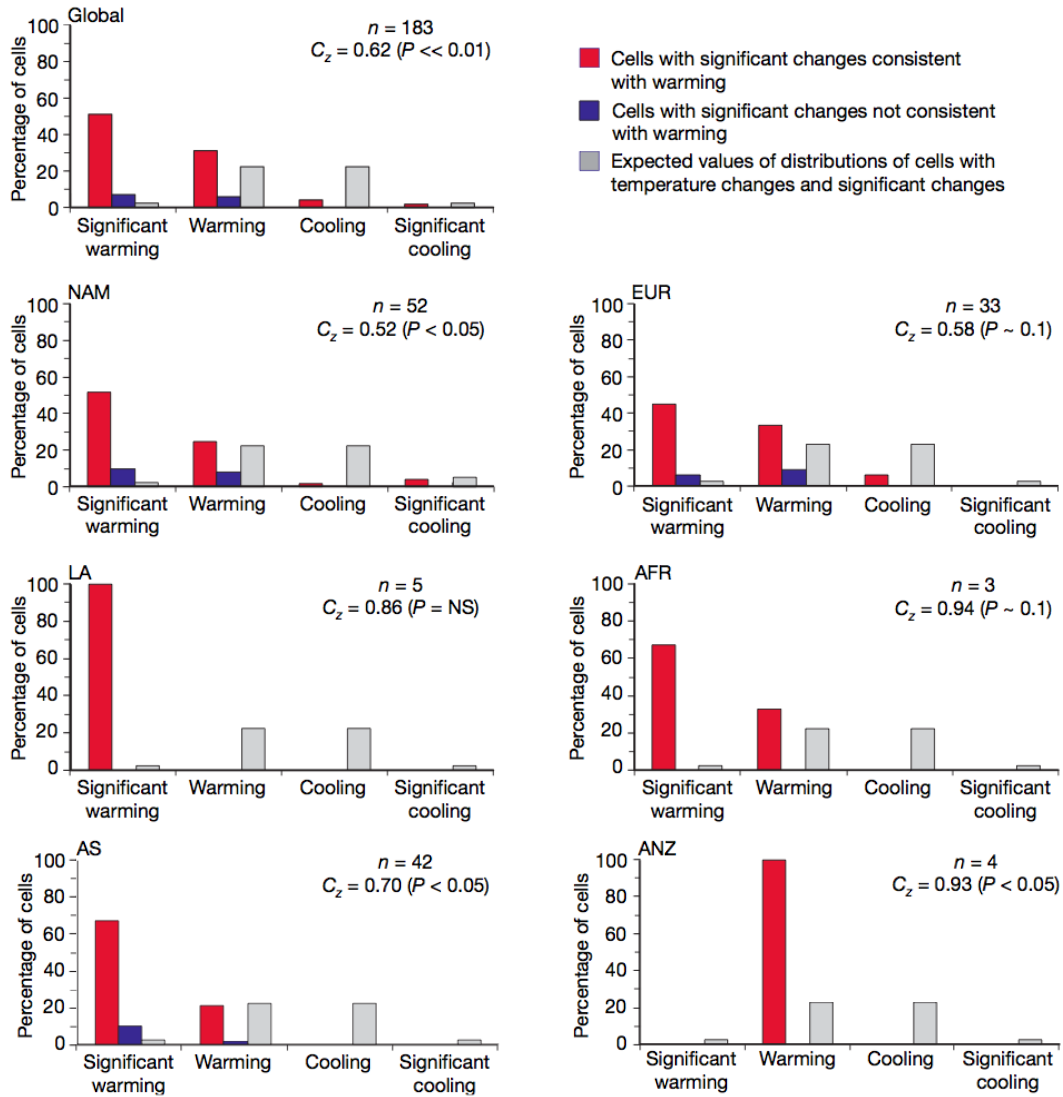 Global
n = 183
C_z = 0.62 (P << 0.01)
Percentage of cells
100
80
60
40
20
0
Significant warming
Warming
Cooling
Significant cooling
Cells with significant changes consistent
with warming
Cells with significant changes not consistent
with warming
Expected values of distributions of cells with
temperature changes and significant changes
NAM
n = 52
C_z = 0.52 (P < 0.05)
Percentage of cells
100
80
60
40
20
0
Significant warming
Warming
Cooling
Significant cooling
EUR
n = 33
C_z = 0.58 (P ~ 0.1)
Percentage of cells
100
80
60
40
20
0
Significant warming
Warming
Cooling
Significant cooling
LA
n = 5
C_z = 0.86 (P = NS)
Percentage of cells
100
80
60
40
20
0
Significant warming
Warming
Cooling
Significant cooling
AFR
n = 3
C_z = 0.94 (P ~ 0.1)
Percentage of cells
100
80
60
40
20
0
Significant warming
Warming
Cooling
Significant cooling
AS
n = 42
C_z = 0.70 (P < 0.05)
Percentage of cells
100
80
60
40
20
0
Significant warming
Warming
Cooling
Significant cooling
ANZ
n = 4
C_z = 0.93 (P < 0.05)
Percentage of cells
100
80
60
40
20
0
Significant warming
Warming
Cooling
Significant cooling